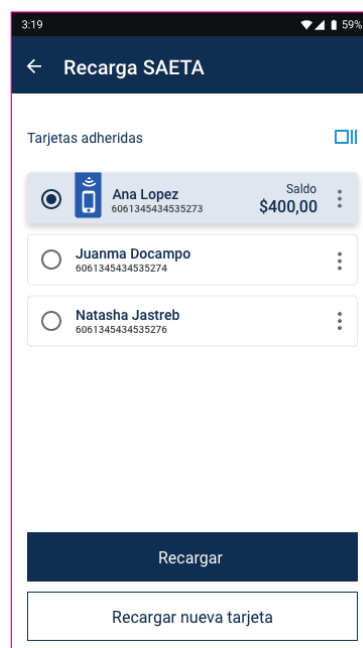 3:19
59%
Recarga SAETA
Tarjetas adheridas
Ana Lopez
6061345434535273
Saldo
$400,00
Juanma Docampo
6061345434535274
Natasha Jastreb
6061345434535276
Recargar
Recargar nueva tarjeta